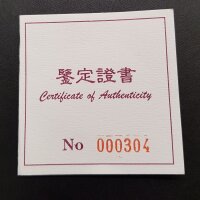 鑒定證書
Certificate of Authenticity
No 000304